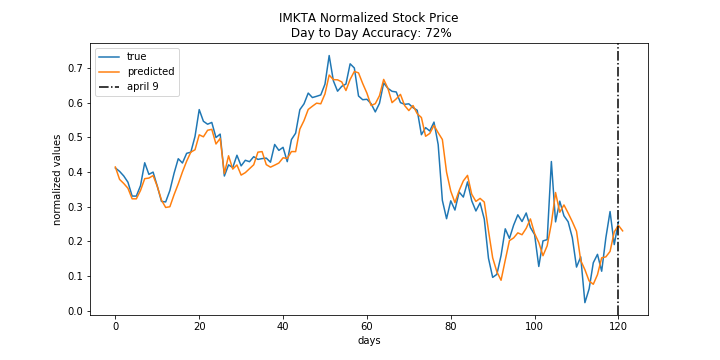 IMKTA Normalized Stock Price
Day to Day Accuracy: 72%
true
predicted
april 9
normalized values
0.7
0.6
0.5
0.4
0.3
0.2
0.1
0.0
0 20 40 60 80 100 120
days